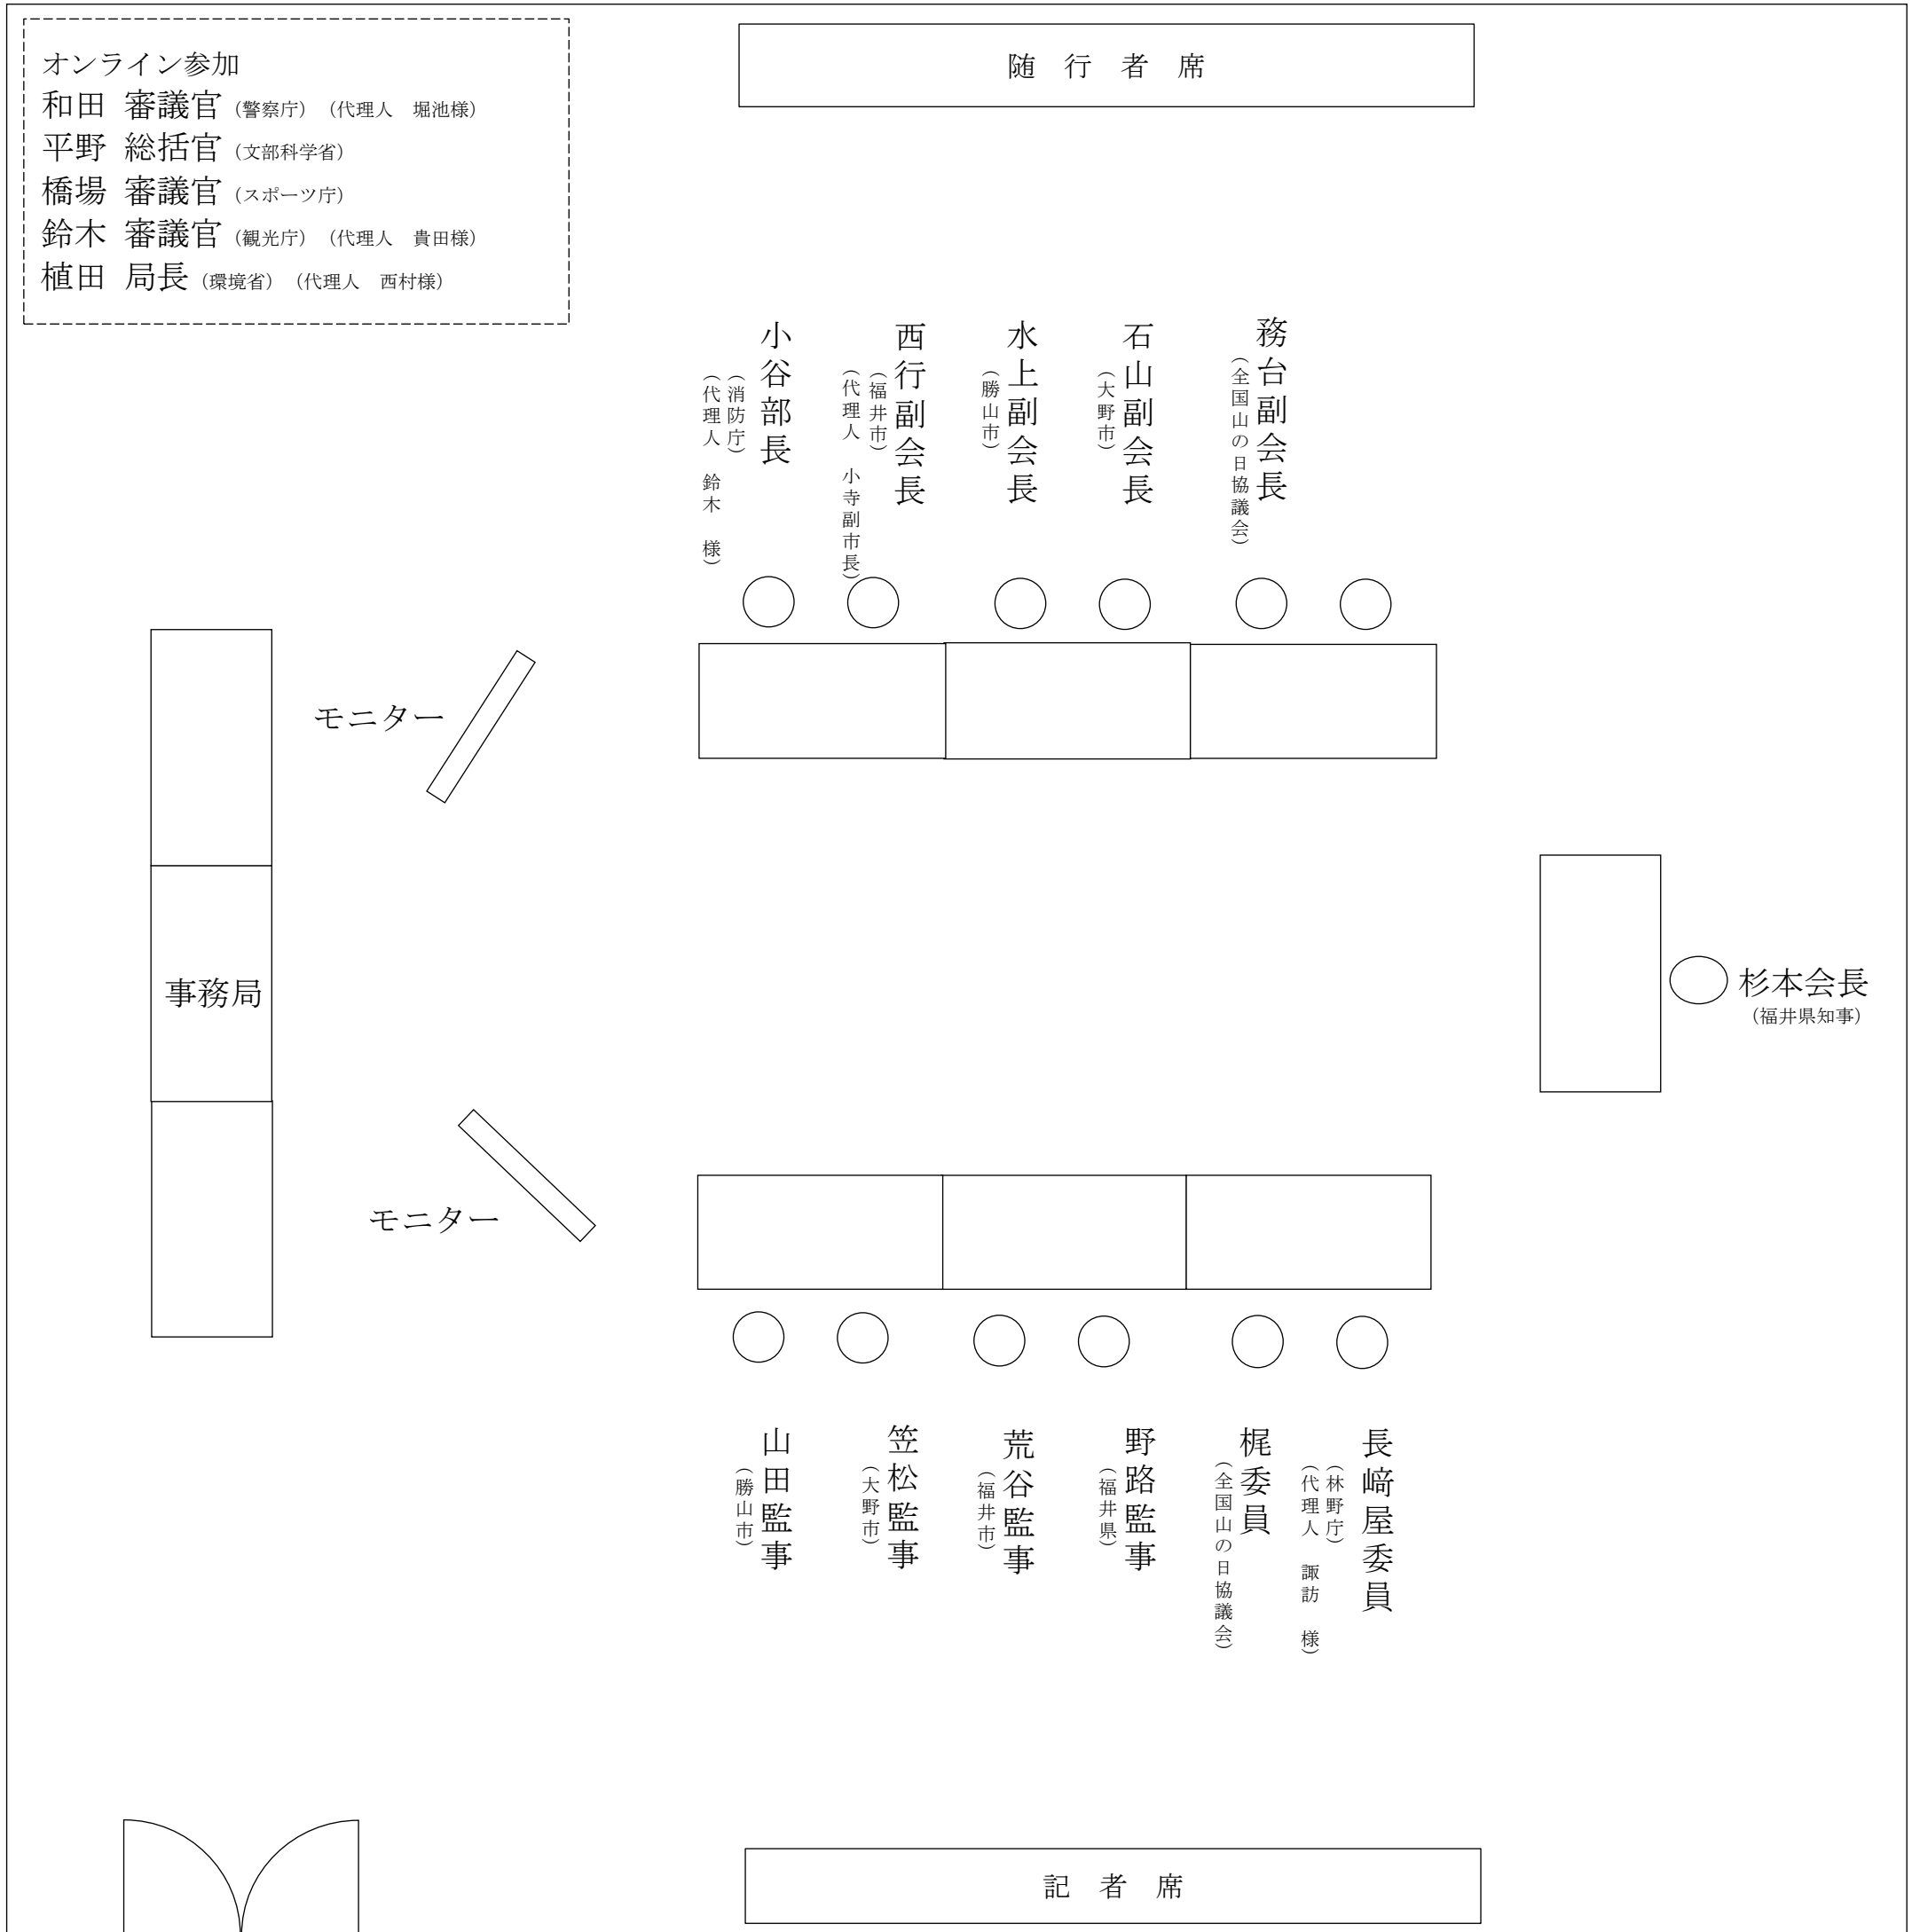 オンライン参加
和田 審議官（警察庁）（代理人　堀池様）
平野 総括官（文部科学省）
橋場 審議官（スポーツ庁）
鈴木 審議官（観光庁）（代理人　貴田様）
植田 局長（環境省）（代理人　西村様）
随 行 者 席
務台副会長
（全国山の日協議会）
石山副会長
（大野市）
水上副会長
（勝山市）
西行副会長
（福井市）
（代理人　小寺副市長）
小谷部長
（消防庁）
（代理人　鈴木　様）
モニター
事務局
杉本会長
（福井県知事）
モニター
長﨑屋委員
（林野庁）
（代理人　諏訪　様）
梶委員
（全国山の日協議会）
野路監事
（福井県）
荒谷監事
（福井市）
笠松監事
（大野市）
山田監事
（勝山市）
記 者 席